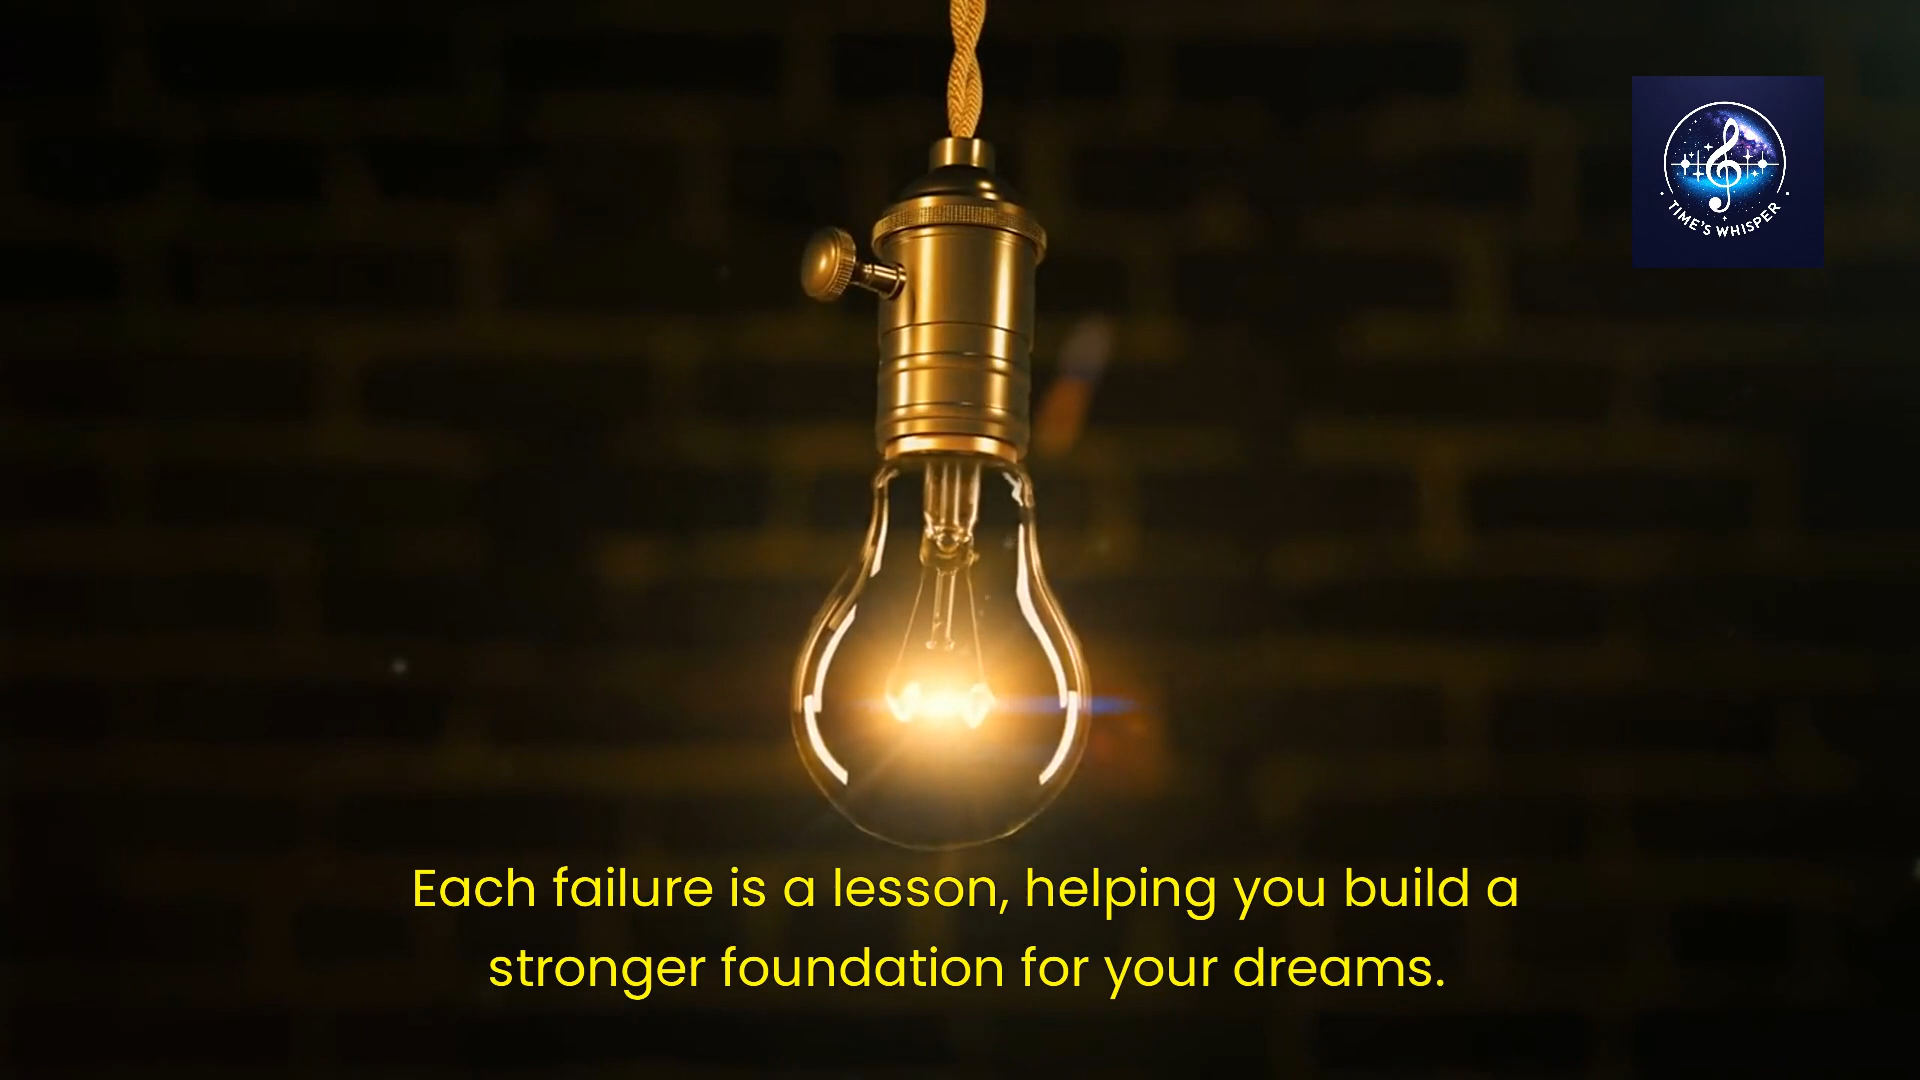 TIME'S WHISPER
Each failure is a lesson, helping you build a
stronger foundation for your dreams.